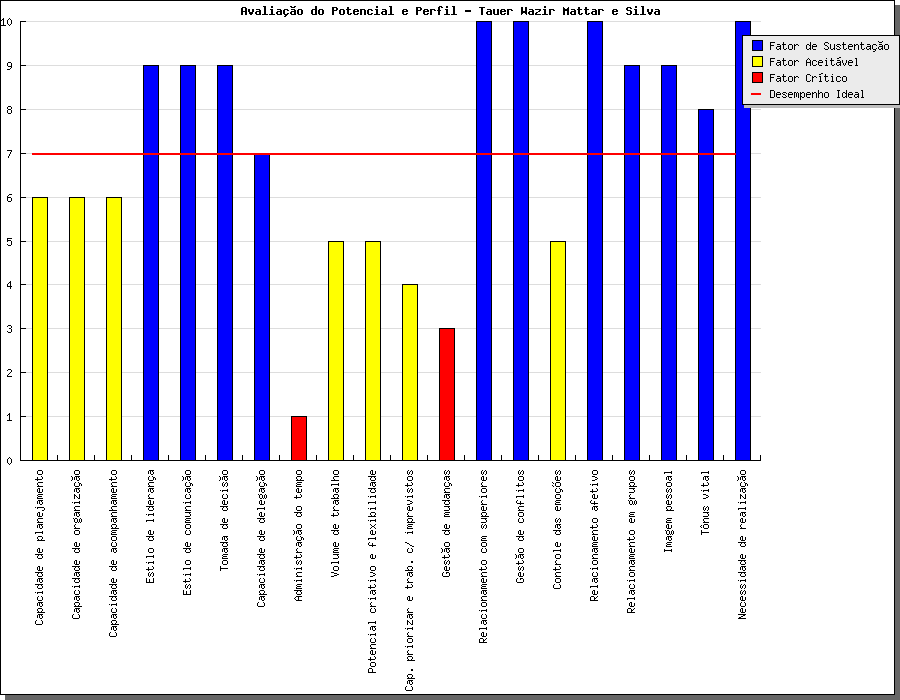 Avaliação do Potencial e Perfil - Tauer Wazir Mattar e Silva
10
9
8
7
6
5
4
3
2
1
0
Fator de Sustentação
Fator Aceitável
Fator Crítico
Desempenho Ideal
Capacidade de planejamento
Capacidade de organização
Capacidade de acompanhamento
Estilo de liderança
Estilo de comunicação
Tomada de decisão
Capacidade de delegação
Administração do tempo
Volume de trabalho
Potencial criativo e flexibilidade
Cap. priorizar e trab. c/ imprevistos
Gestão de mudanças
Relacionamento com superiores
Gestão de conflitos
Controle das emoções
Relacionamento afetivo
Relacionamento em grupos
Imagem pessoal
Tônus vital
Necessidade de realização